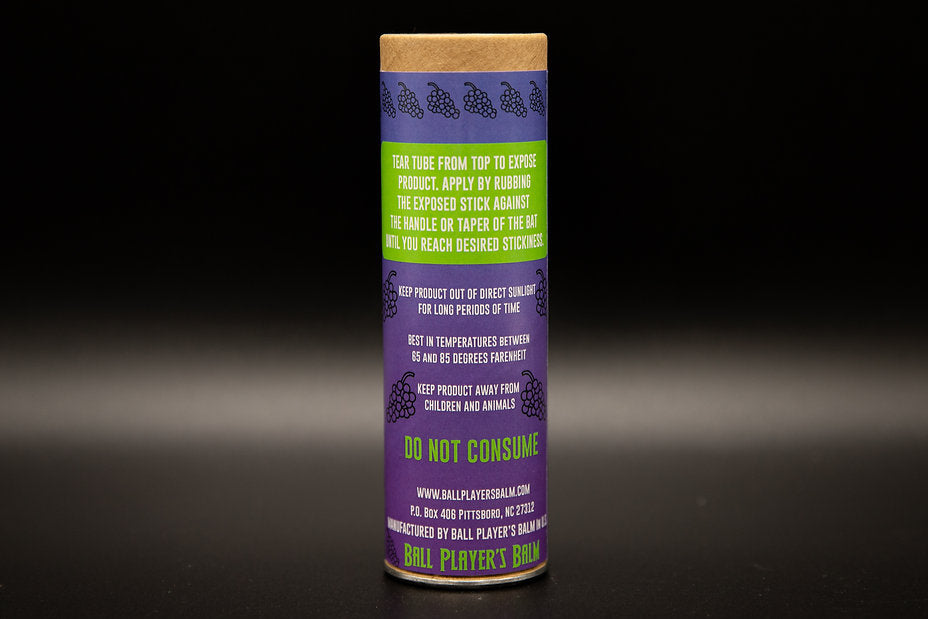 TEAR TUBE FROM TOP TO EXPOSE
PRODUCT. APPLY BY RUBBING
THE EXPOSED STICK AGAINST
THE HANDLE OR TAPER OF THE BAT
UNTIL YOU REACH DESIRED STICKINESS.
KEEP PRODUCT OUT OF DIRECT SUNLIGHT
FOR LONG PERIODS OF TIME
BEST IN TEMPERATURES BETWEEN
65 AND 85 DEGREES FARENHEIT
KEEP PRODUCT AWAY FROM
CHILDREN AND ANIMALS
DO NOT CONSUME
WWW.BALLPLAYERSBALM.COM
P.O. BOX 406 PITTSBORO, NC 27312
MANUFACTURED BY BALL PLAYER'S BALM IN
BALL PLAYER'S BALM